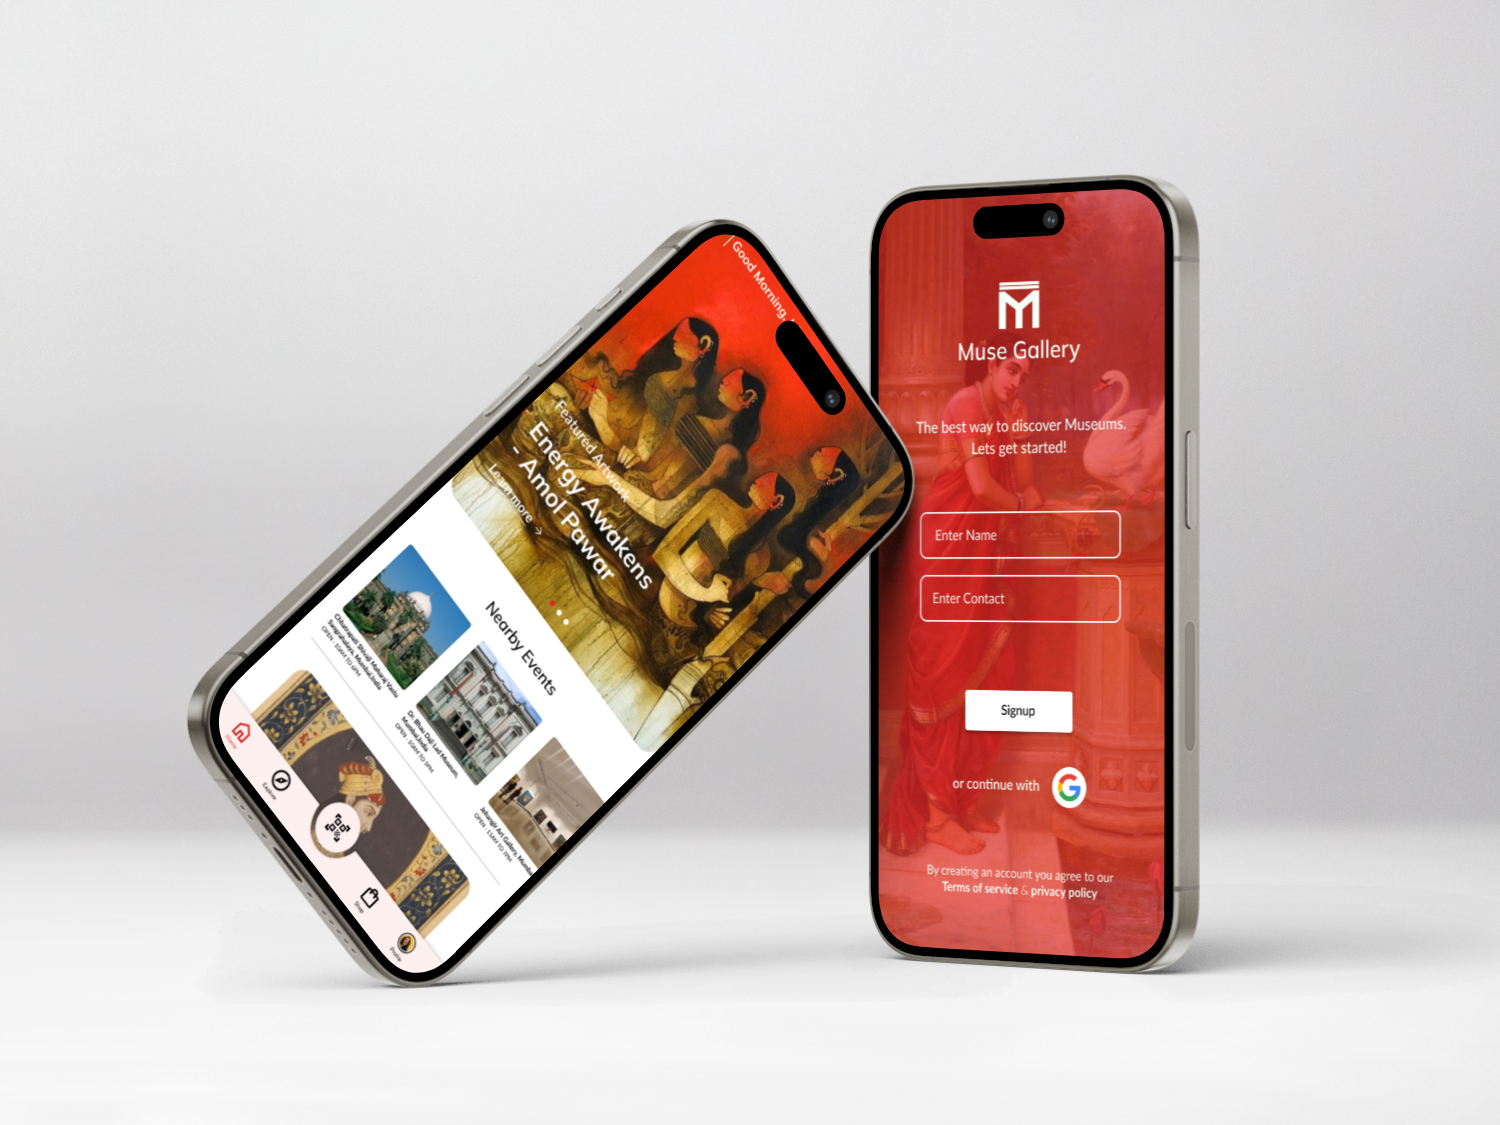 Good Morning,
Featured Artwork
Energy Awakens
- Amol Pawar
Learn more →
Nearby Events
Chhatrapati Shivaji Maharaj Vastu
Sangrahalaya, Mumbai,India
OPEN - 10AM TO 6PM
Dr. Bhau Daji Lad Museum,
Mumbai,India
OPEN - 10AM TO 5PM
Jehangir Art Gallery, Mumbai
OPEN - 11AM TO 7PM
Home
Explore
Shop
Profile
M
Muse Gallery
The best way to discover Museums.
Lets get started!
Enter Name
Enter Contact
Signup
or continue with G
By creating an account you agree to our
Terms of service & privacy policy